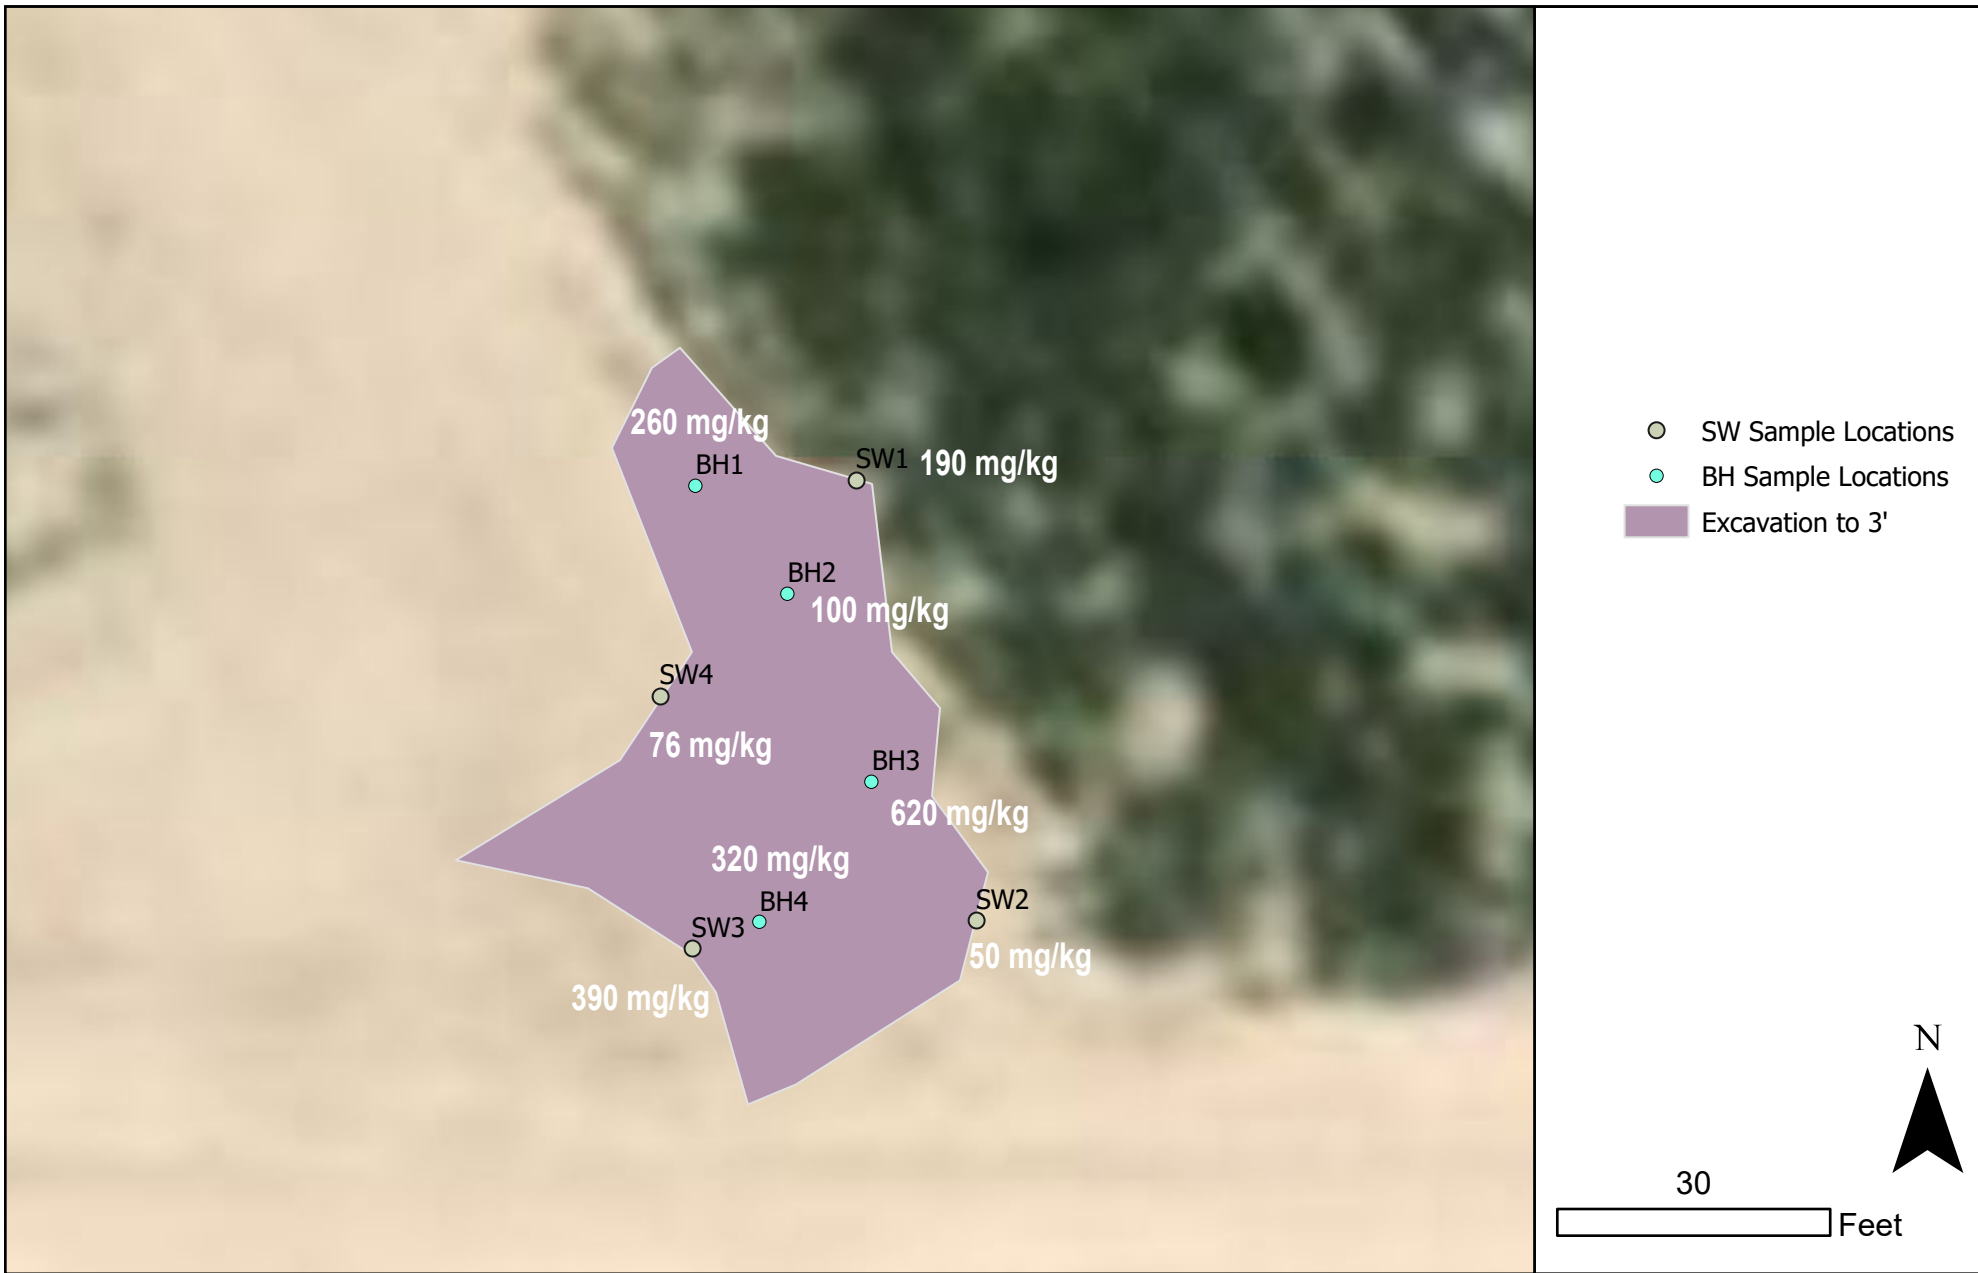 260 mg/kg
BH1
SW1
190 mg/kg
BH2
100 mg/kg
SW4
76 mg/kg
BH3
620 mg/kg
320 mg/kg
BH4
SW2
SW3
50 mg/kg
390 mg/kg
SW Sample Locations
BH Sample Locations
Excavation to 3'
N
30
Feet